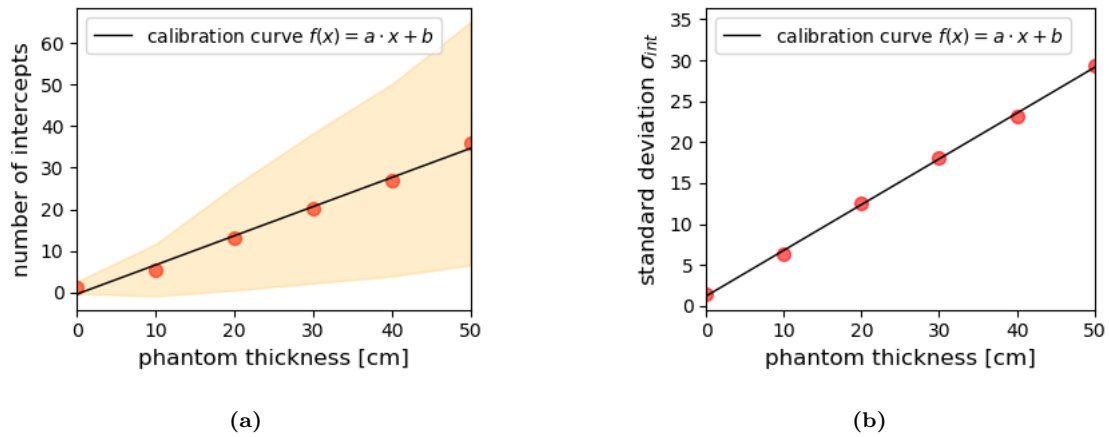 calibration curve f(x) = a · x + b
number of intercepts
60
50
40
30
20
10
0
0 10 20 30 40 50
phantom thickness [cm]
(a)
calibration curve f(x) = a · x + b
standard deviation σ_int
35
30
25
20
15
10
5
0
0 10 20 30 40 50
phantom thickness [cm]
(b)